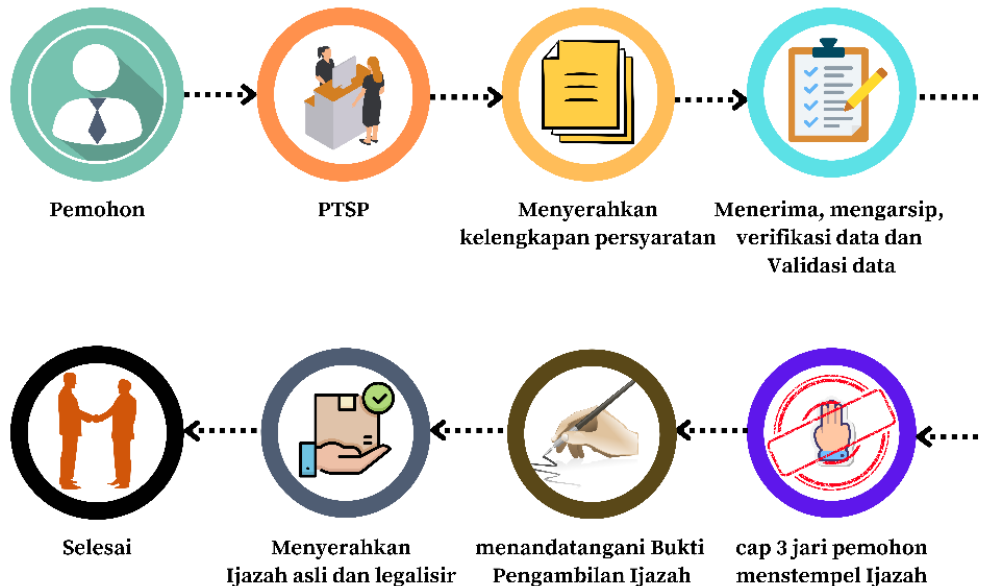 Pemohon
PTSP
Menyerahkan
kelengkapan persyaratan
Menerima, mengarsip,
verifikasi data dan
Validasi data
cap 3 jari pemohon
menstempel Ijazah
menandatangani Bukti
Pengambilan Ijazah
Menyerahkan
Ijazah asli dan legalisir
Selesai